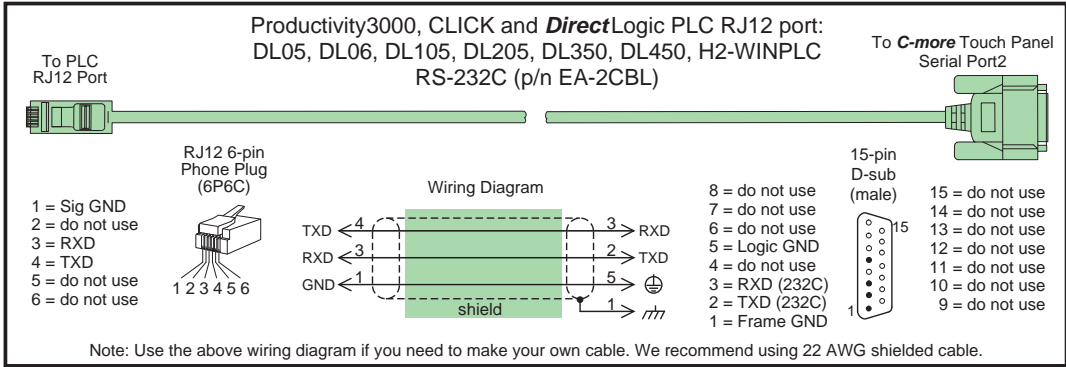 Productivity3000, CLICK and DirectLogic PLC RJ12 port:
DL05, DL06, DL105, DL205, DL350, DL450, H2-WINPLC
RS-232C (p/n EA-2CBL)
To PLC
RJ12 Port
To C-more Touch Panel
Serial Port2
RJ12 6-pin
Phone Plug
(6P6C)
1 = Sig GND
2 = do not use
3 = RXD
4 = TXD
5 = do not use
6 = do not use
1 2 3 4 5 6
Wiring Diagram
TXD 4 3 RXD
RXD 3 2 TXD
GND 1 5
shield 1
8 = do not use
7 = do not use
6 = do not use
5 = Logic GND
4 = do not use
3 = RXD (232C)
2 = TXD (232C)
1 = Frame GND
15-pin
D-sub
(male)
15
1
15 = do not use
14 = do not use
13 = do not use
12 = do not use
11 = do not use
10 = do not use
9 = do not use
Note: Use the above wiring diagram if you need to make your own cable. We recommend using 22 AWG shielded cable.